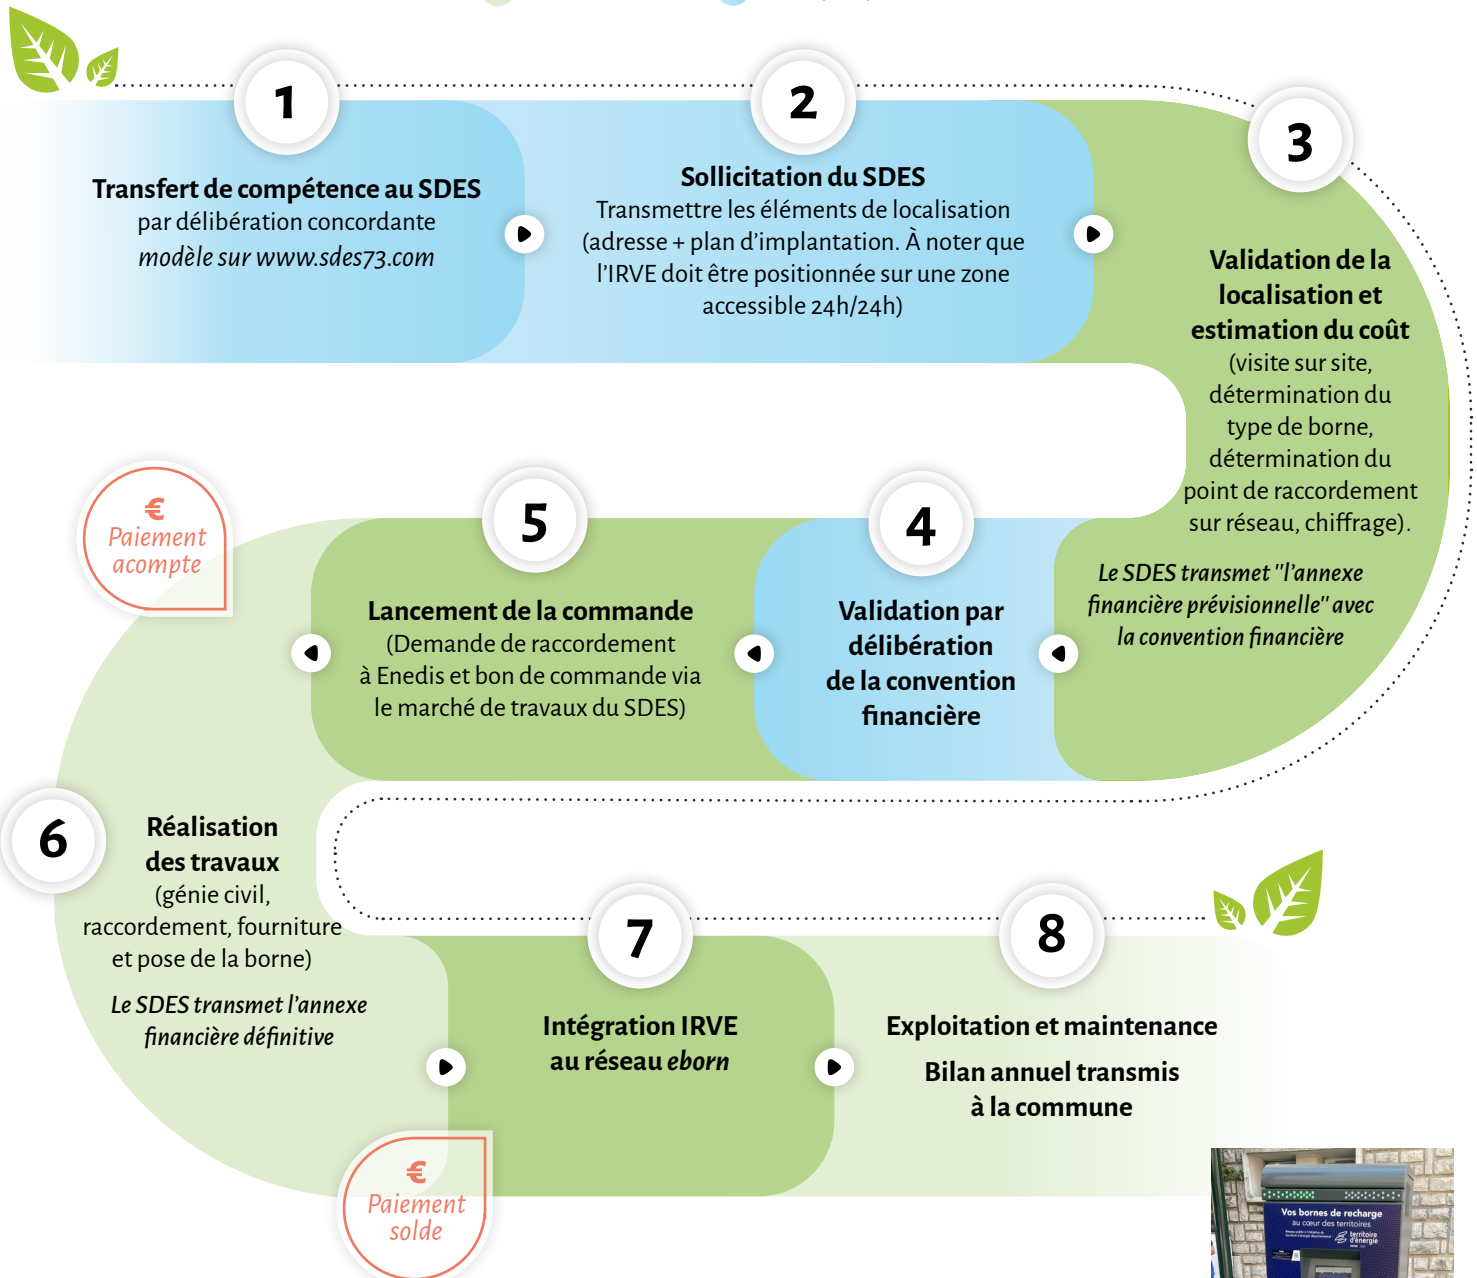 1
Transfert de compétence au SDES
par délibération concordante
modèle sur www.sdes73.com
2
Sollicitation du SDES
Transmettre les éléments de localisation
(adresse + plan d'implantation. À noter que
l'IRVE doit être positionnée sur une zone
accessible 24h/24h)
3
Validation de la
localisation et
estimation du coût
(visite sur site,
détermination du
type de borne,
détermination du
point de raccordement
sur réseau, chiffrage).
Le SDES transmet "l'annexe
financière prévisionnelle" avec
la convention financière
4
Validation par
délibération
de la convention
financière
5
Lancement de la commande
(Demande de raccordement
à Enedis et bon de commande via
le marché de travaux du SDES)
€
Paiement
acompte
6
Réalisation
des travaux
(génie civil,
raccordement, fourniture
et pose de la borne)
Le SDES transmet l'annexe
financière définitive
€
Paiement
solde
7
Intégration IRVE
au réseau eborn
8
Exploitation et maintenance
Bilan annuel transmis
à la commune
Vos bornes de recharge
au cœur des territoires
territoire
d'énergie